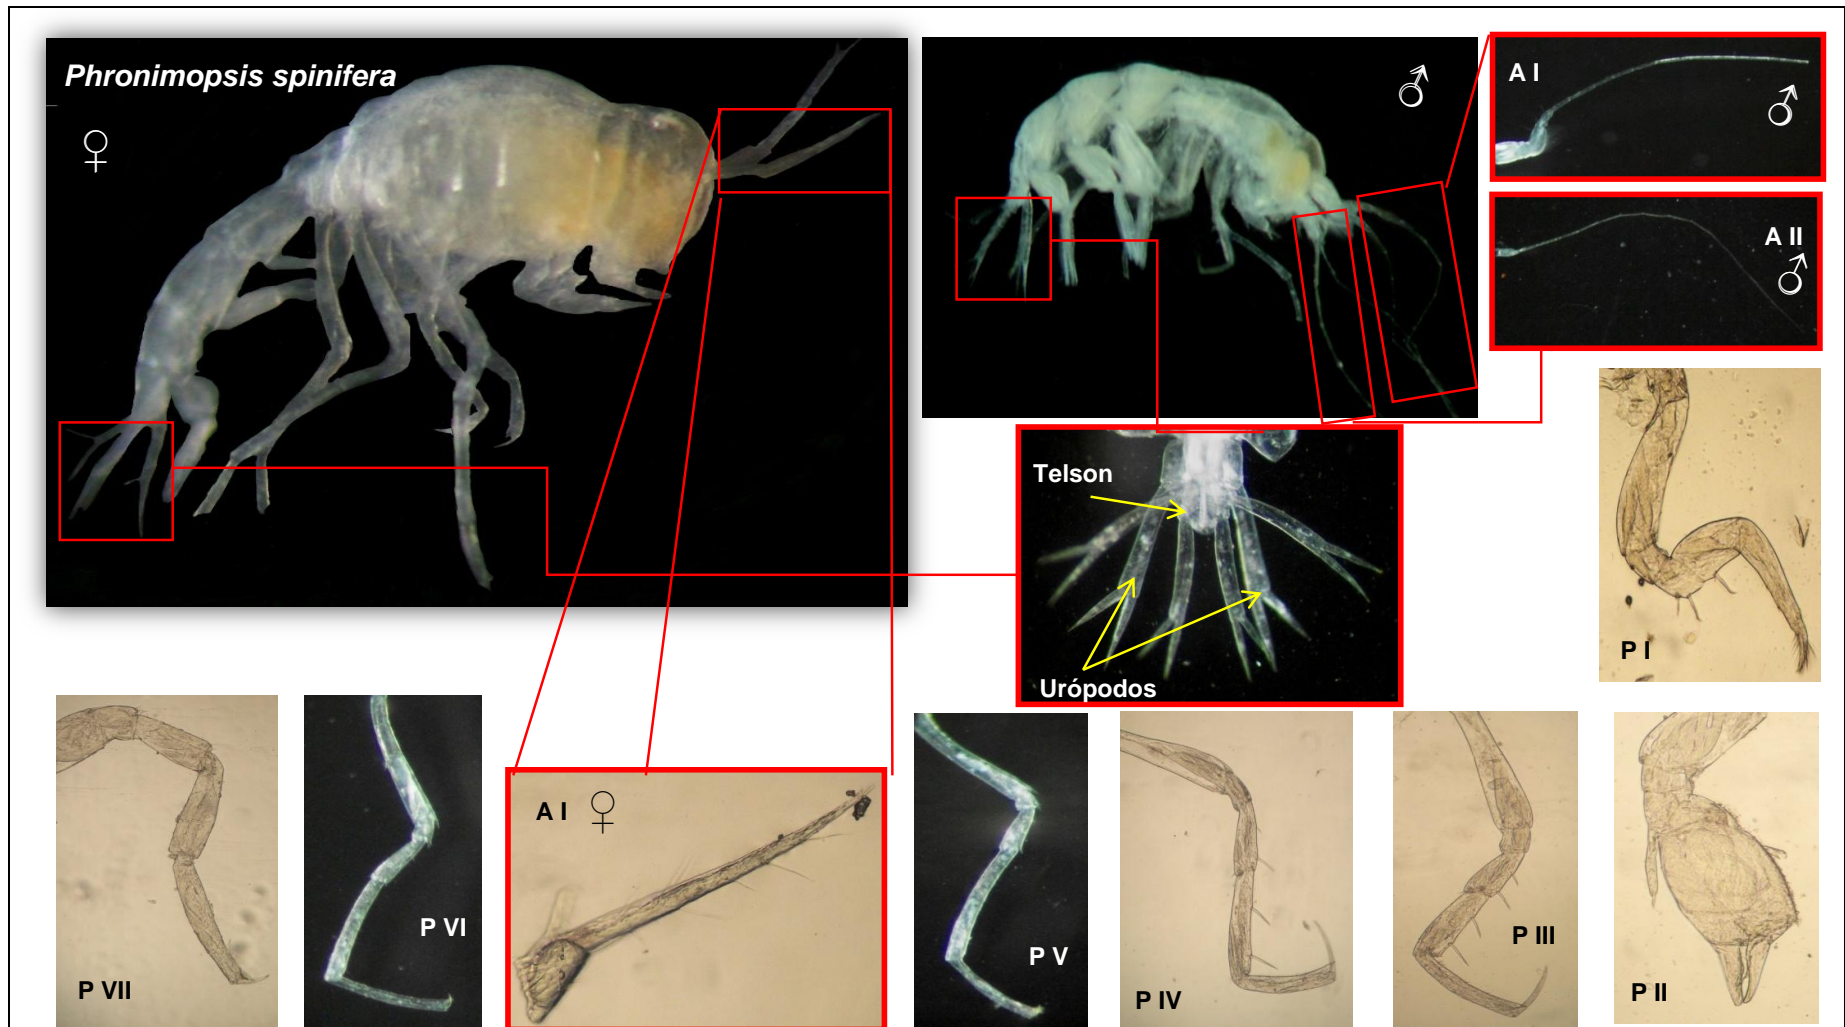 Phronimopsis spinifera
♀
♂
A I
♂
A II
♂
Telson
Urópodos
P I
P VII
P VI
A I ♀
P V
P IV
P III
P II